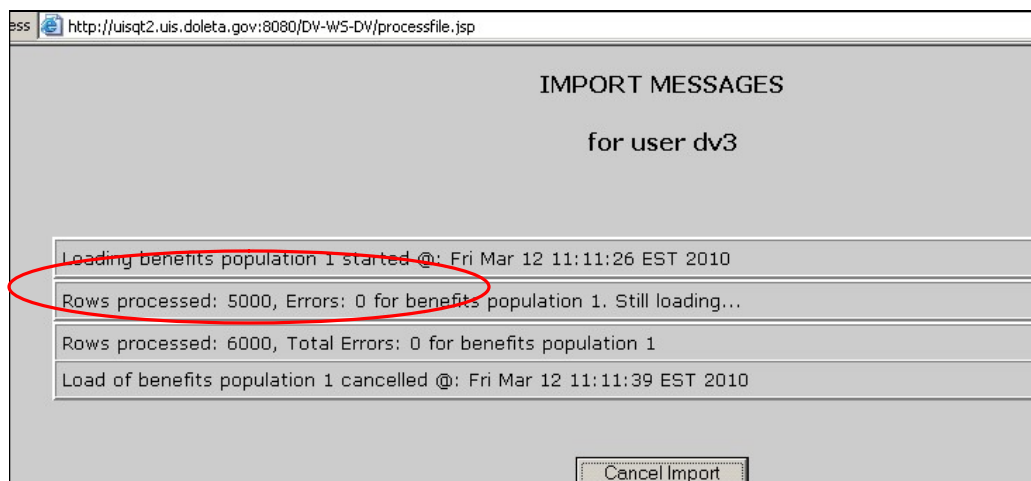 ess http://uisqt2.uis.doleta.gov:8080/DV-WS-DV/processfile.jsp
IMPORT MESSAGES
for user dv3
Loading benefits population 1 started @: Fri Mar 12 11:11:26 EST 2010
Rows processed: 5000, Errors: 0 for benefits population 1. Still loading...
Rows processed: 6000, Total Errors: 0 for benefits population 1
Load of benefits population 1 cancelled @: Fri Mar 12 11:11:39 EST 2010
Cancel Import